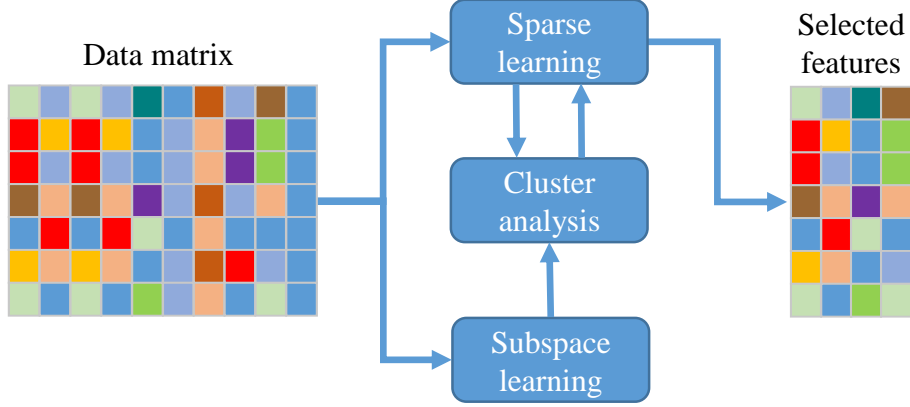 Data matrix
Sparse
learning
Cluster
analysis
Subspace
learning
Selected
features